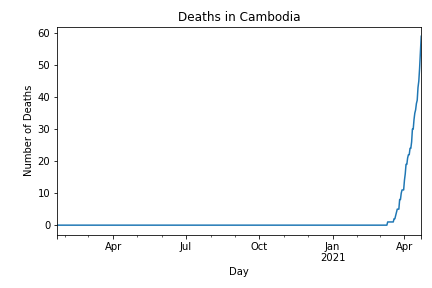 Deaths in Cambodia
Number of Deaths
60
50
40
30
20
10
0
Apr
Jul
Oct
Jan
2021
Apr
Day